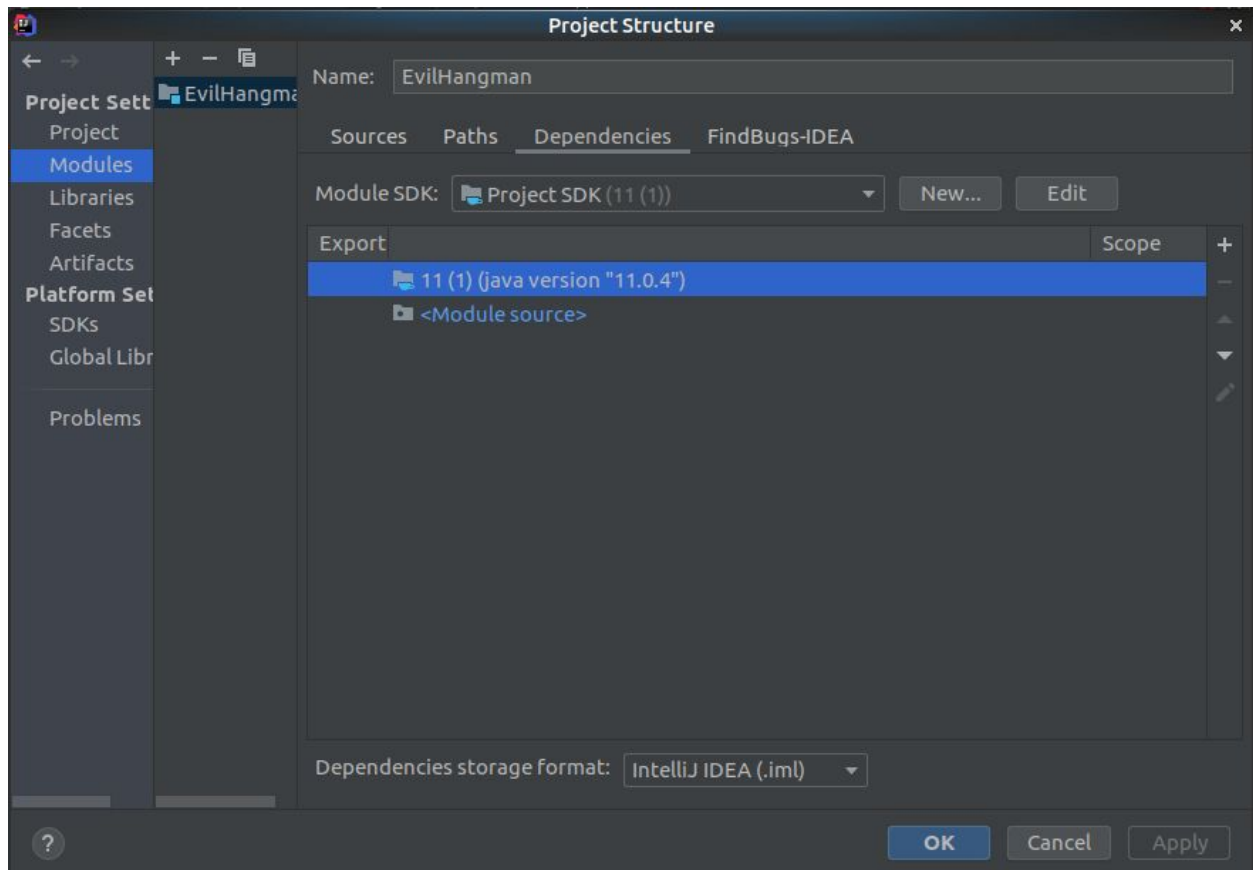 Project Structure
Project Sett
Project
Modules
Libraries
Facets
Artifacts
Platform Set
SDKs
Global Libr
Problems
EvilHangma
Name: EvilHangman
Sources Paths Dependencies FindBugs-IDEA
Module SDK: Project SDK (11 (1)) New... Edit
Export Scope
11 (1) (java version "11.0.4")
<Module source>
Dependencies storage format: IntelliJ IDEA (.iml)
? OK Cancel Apply